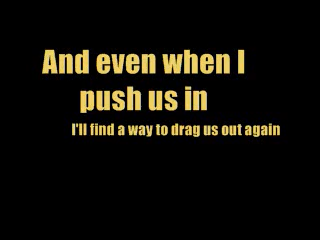 And even when I
push us in
I'll find a way to drag us out again